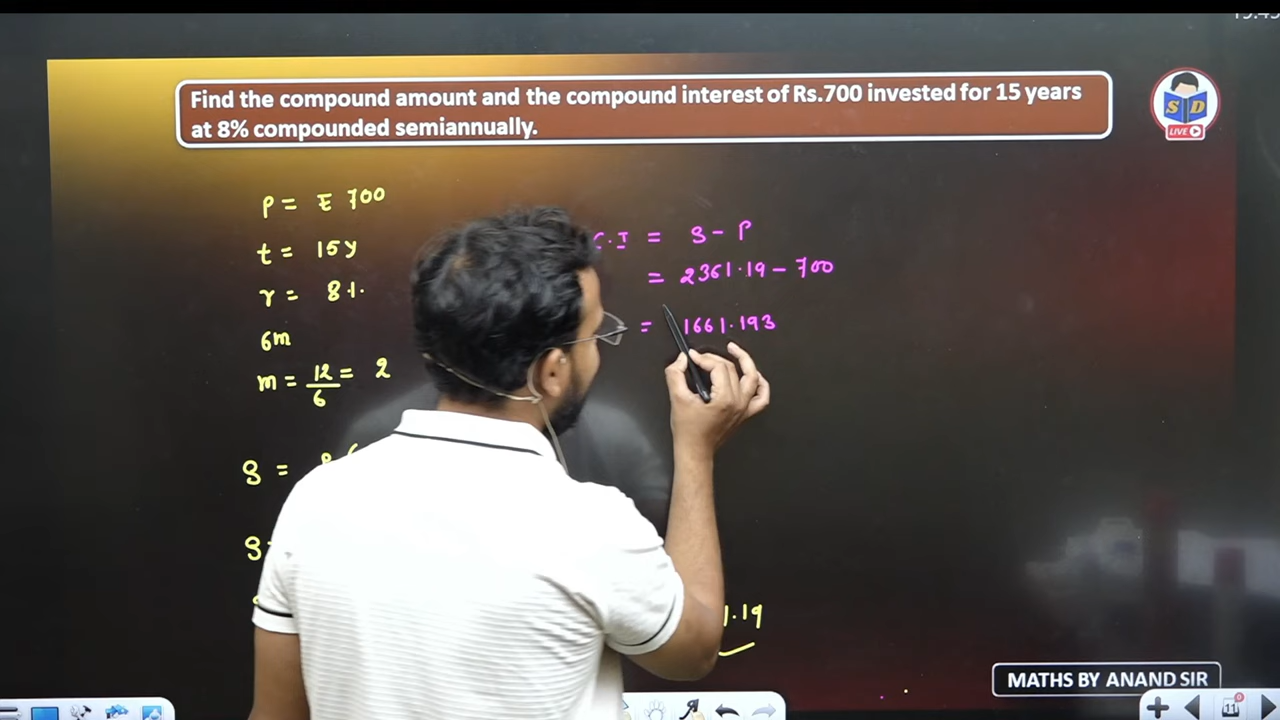 Find the compound amount and the compound interest of Rs.700 invested for 15 years
at 8% compounded semiannually.
S D
LIVE
P = ₹ 700
t = 15y
r = 8%
6m
m = 12/6 = 2
S =
S
C.I = S - P
= 2361.19 - 700
= 1661.193
1.19
MATHS BY ANAND SIR
11